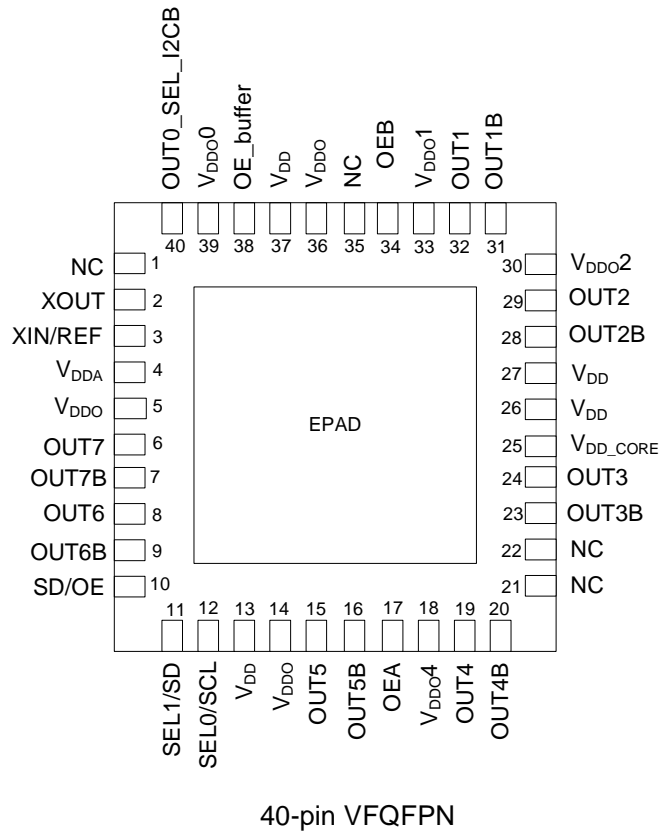 OUT0_SEL_I2CB
VDDO0
OE_buffer
VDD
VDDO
NC
OEB
VDDO1
OUT1
OUT1B
40 39 38 37 36 35 34 33 32 31
NC 1
XOUT 2
XIN/REF 3
VDDA 4
VDDO 5
OUT7 6
OUT7B 7
OUT6 8
OUT6B 9
SD/OE 10
EPAD
30 VDDO2
29 OUT2
28 OUT2B
27 VDD
26 VDD
25 VDD_CORE
24 OUT3
23 OUT3B
22 NC
21 NC
11 12 13 14 15 16 17 18 19 20
SEL1/SD
SEL0/SCL
VDD
VDDO
OUT5
OUT5B
OEA
VDDO4
OUT4
OUT4B
40-pin VFQFPN